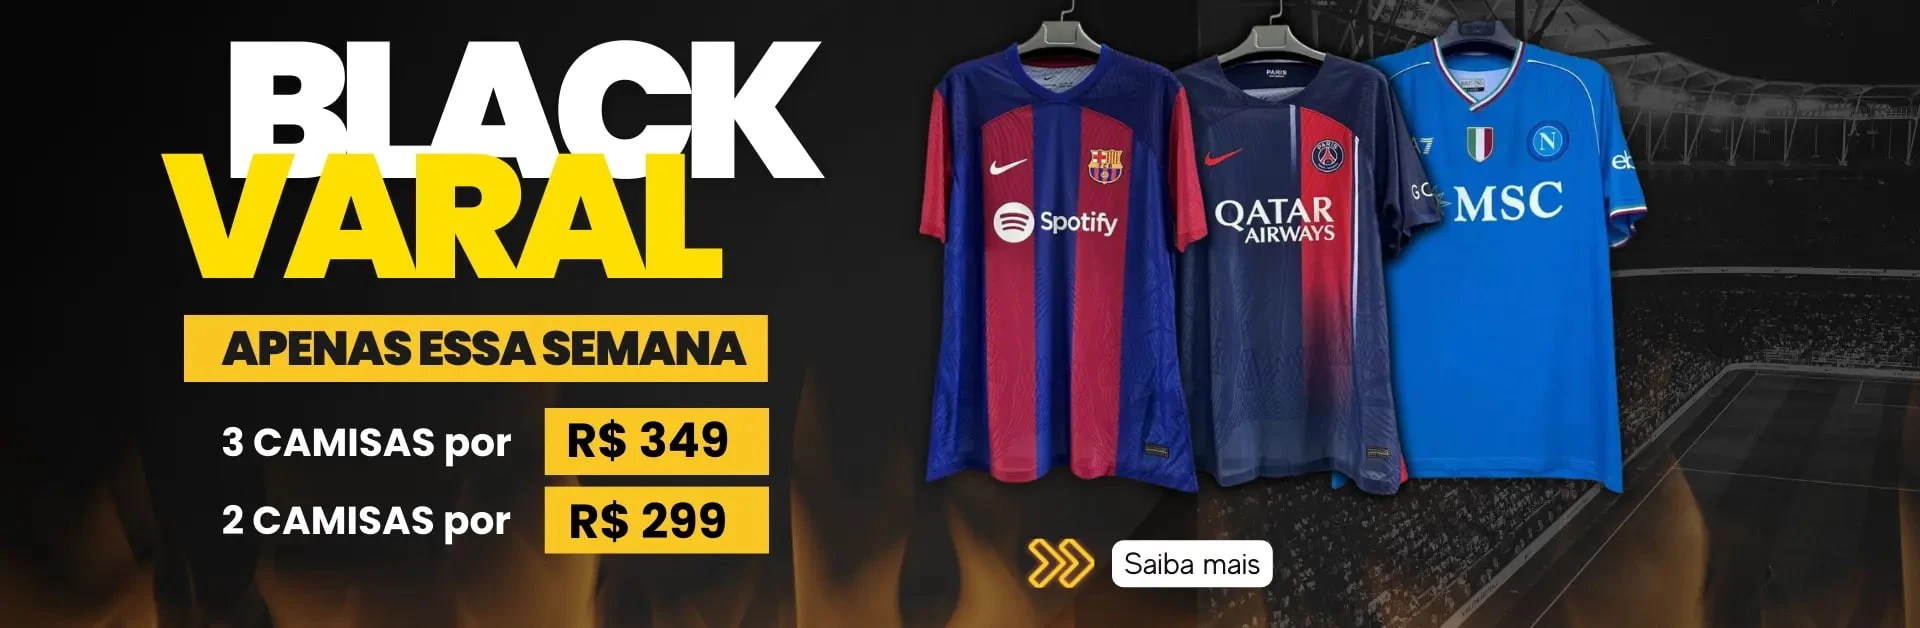 BLACK
VARAL
APENAS ESSA SEMANA
3 CAMISAS por
R$ 349
2 CAMISAS por
R$ 299
PARIS
Spotify
QATAR
AIRWAYS
N
MSC
Saiba mais